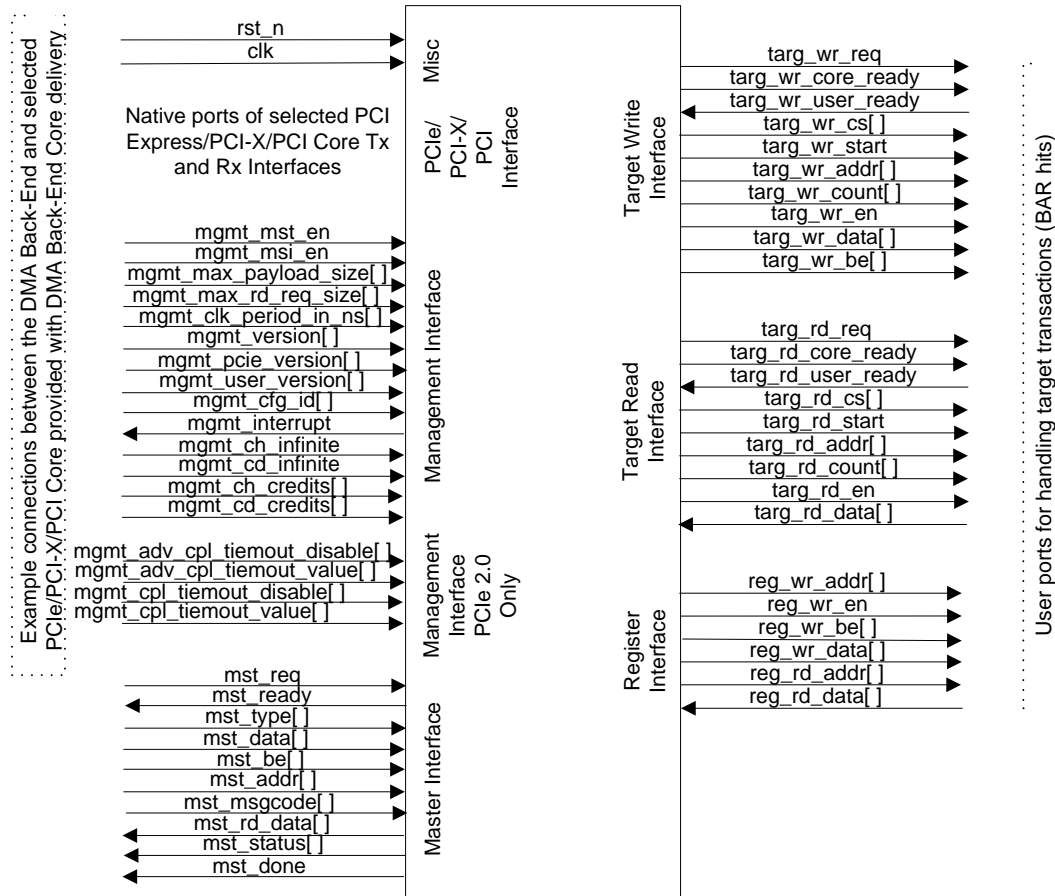 Example connections between the DMA Back-End and selected
PCIe/PCI-X/PCI Core provided with DMA Back-End Core delivery
rst_n
clk
Native ports of selected PCI
Express/PCI-X/PCI Core Tx
and Rx Interfaces
mgmt_mst_en
mgmt_msi_en
mgmt_max_payload_size[ ]
mgmt_max_rd_req_size[ ]
mgmt_clk_period_in_ns[ ]
mgmt_version[ ]
mgmt_pcie_version[ ]
mgmt_user_version[ ]
mgmt_cfg_id[ ]
mgmt_interrupt
mgmt_ch_infinite
mgmt_cd_infinite
mgmt_ch_credits[ ]
mgmt_cd_credits[ ]
mgmt_adv_cpl_tiemout_disable[ ]
mgmt_adv_cpl_tiemout_value[ ]
mgmt_cpl_tiemout_disable[ ]
mgmt_cpl_tiemout_value[ ]
mst_req
mst_ready
mst_type[ ]
mst_data[ ]
mst_be[ ]
mst_addr[ ]
mst_msgcode[ ]
mst_rd_data[ ]
mst_status[ ]
mst_done
Misc
PCIe/
PCI-X/
PCI
Interface
Management Interface
Management
Interface
PCIe 2.0
Only
Master Interface
Target Write
Interface
Target Read
Interface
Register
Interface
targ_wr_req
targ_wr_core_ready
targ_wr_user_ready
targ_wr_cs[ ]
targ_wr_start
targ_wr_addr[ ]
targ_wr_count[ ]
targ_wr_en
targ_wr_data[ ]
targ_wr_be[ ]
targ_rd_req
targ_rd_core_ready
targ_rd_user_ready
targ_rd_cs[ ]
targ_rd_start
targ_rd_addr[ ]
targ_rd_count[ ]
targ_rd_en
targ_rd_data[ ]
reg_wr_addr[ ]
reg_wr_en
reg_wr_be[ ]
reg_wr_data[ ]
reg_rd_addr[ ]
reg_rd_data[ ]
User ports for handling target transactions (BAR hits)